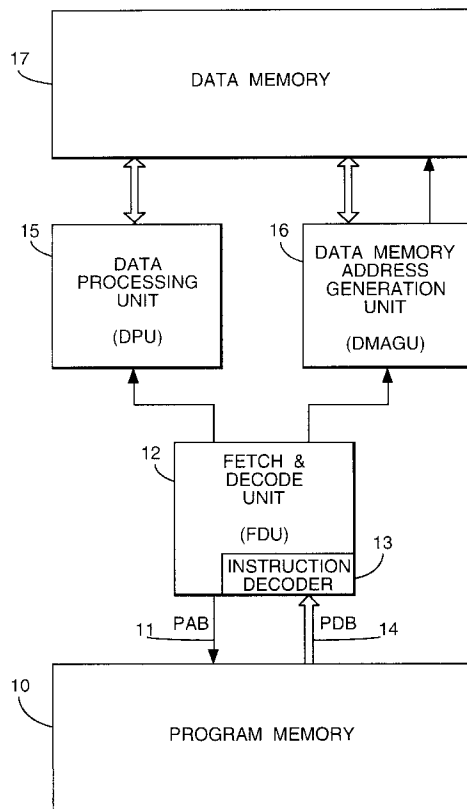 17
DATA MEMORY
15
DATA
PROCESSING
UNIT
(DPU)
16
DATA MEMORY
ADDRESS
GENERATION
UNIT
(DMAGU)
12
FETCH &
DECODE
UNIT
(FDU)
13
INSTRUCTION
DECODER
11
PAB
PDB
14
10
PROGRAM MEMORY